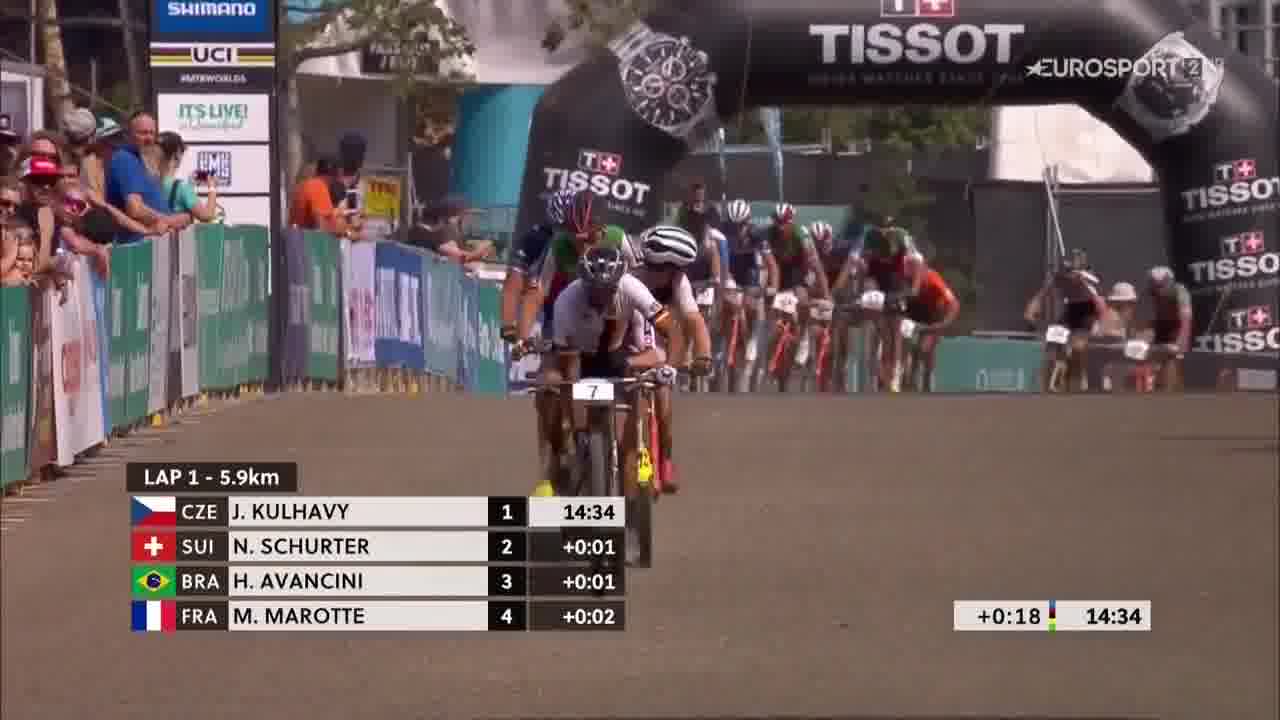 SHIMANO
UCI
#MTBWORLDS
IT'S LIVE!
in Queensland
TISSOT
EUROSPORT 2
TISSOT
TISSOT
TISSOT
TISSOT
7
LAP 1 - 5.9km
CZE J. KULHAVY 1 14:34
SUI N. SCHURTER 2 +0:01
BRA H. AVANCINI 3 +0:01
FRA M. MAROTTE 4 +0:02
+0:18 14:34